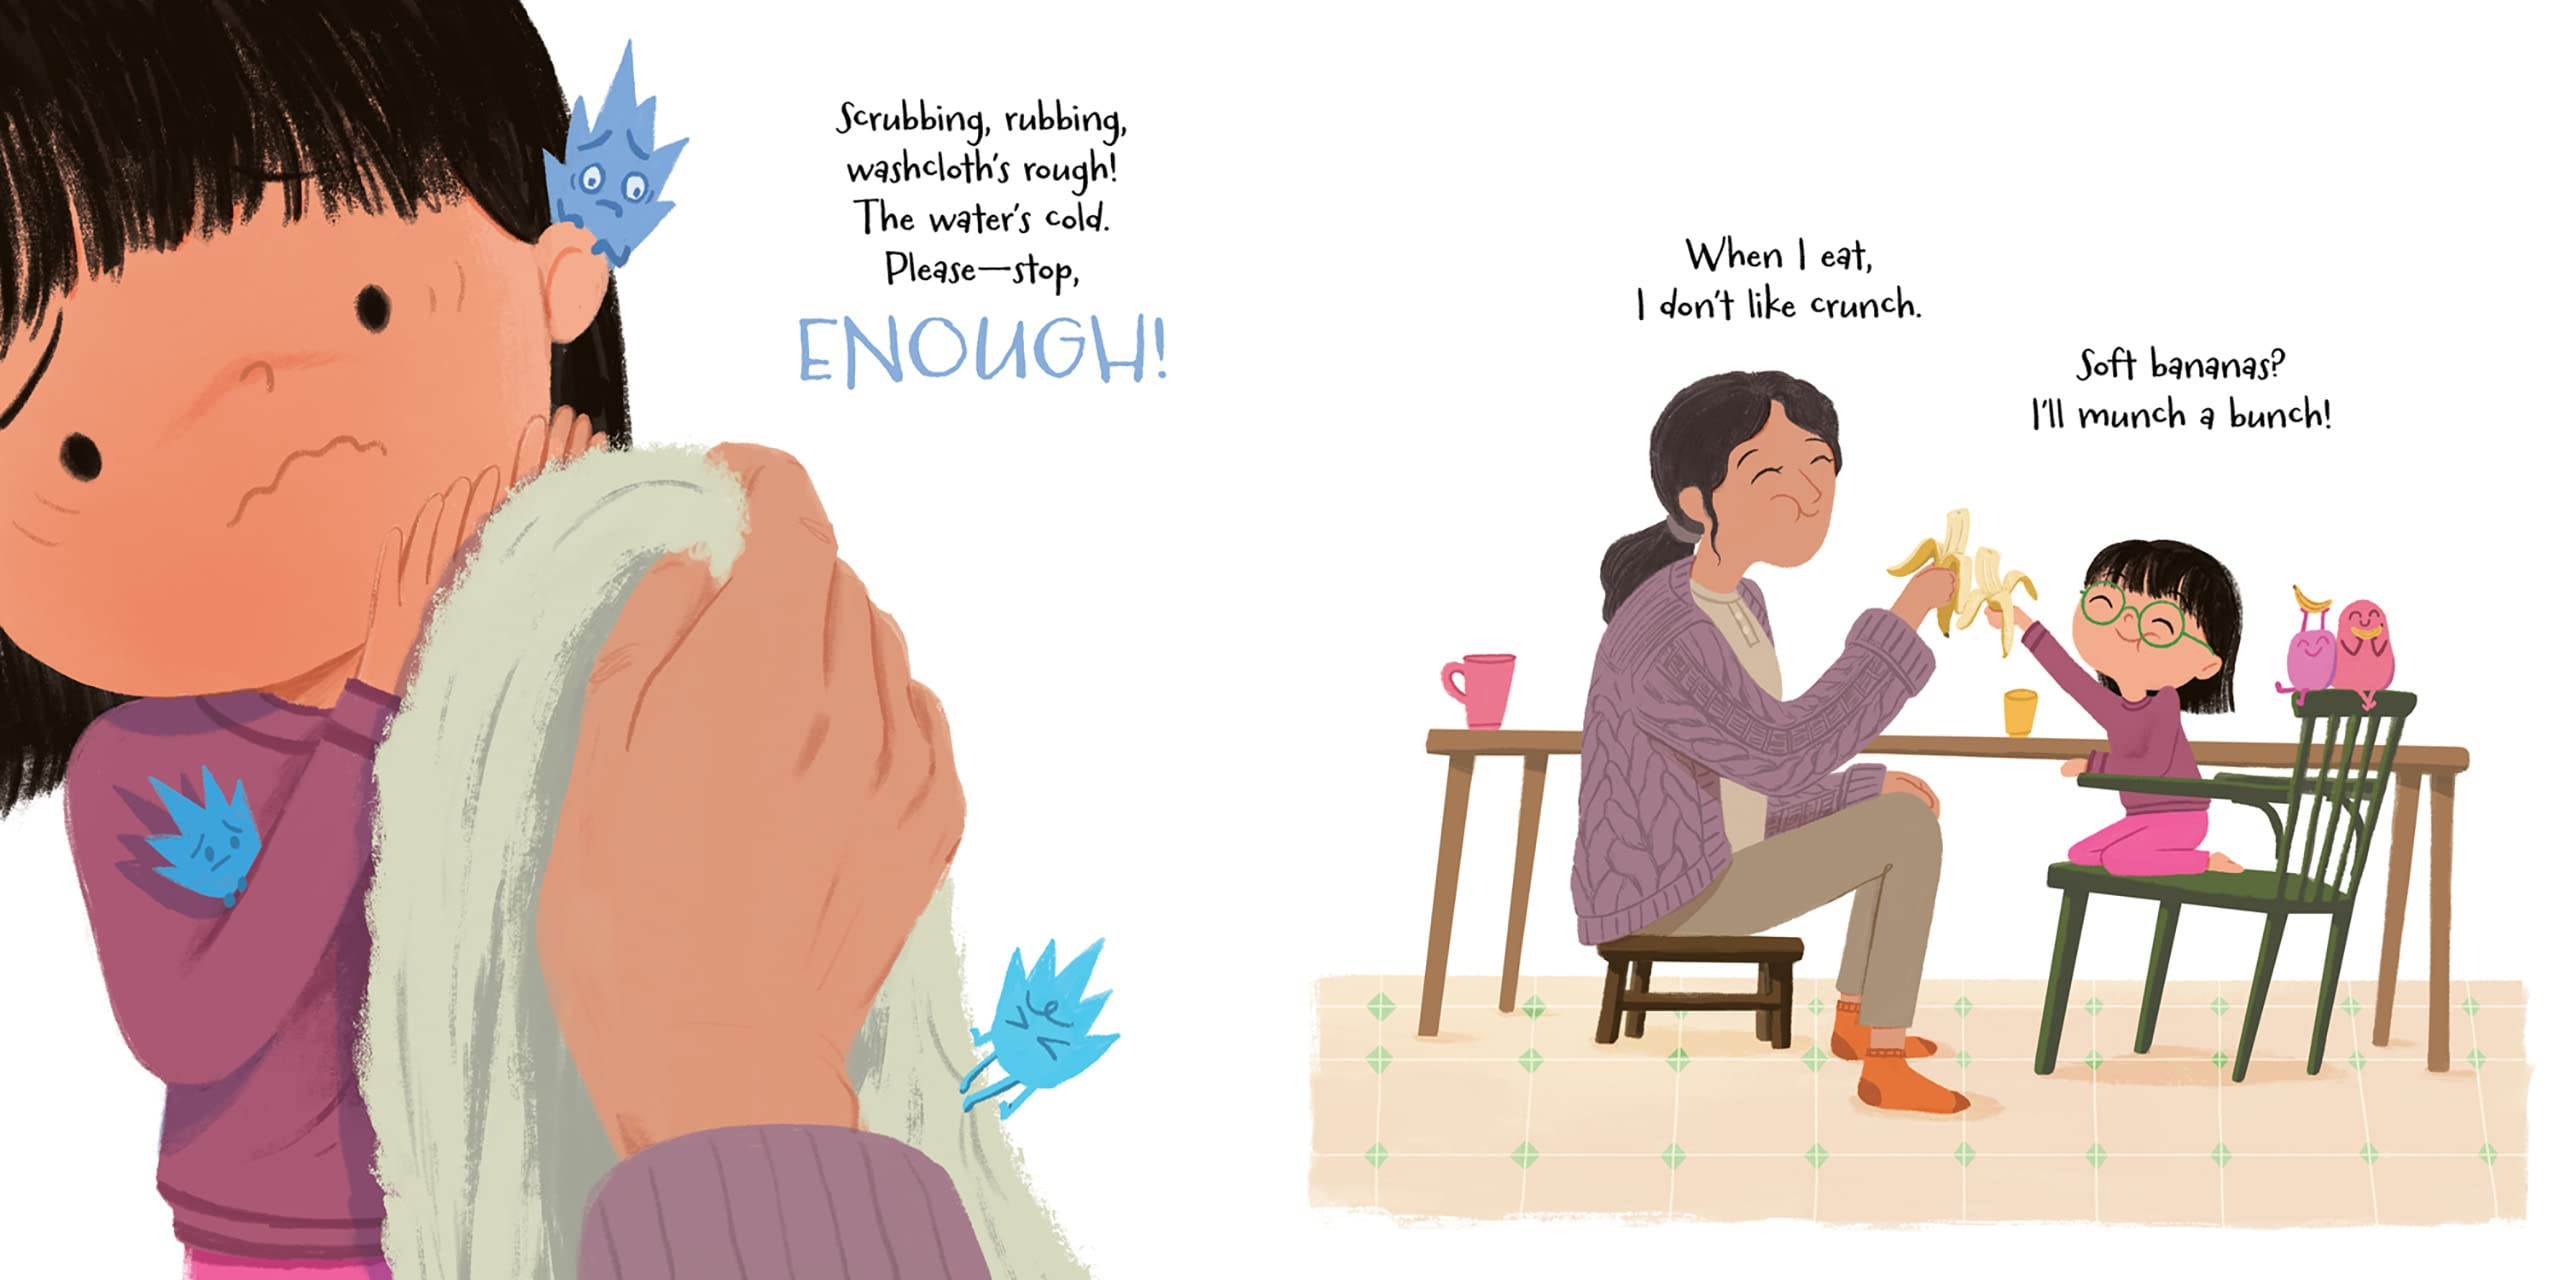 Scrubbing, rubbing,
washcloth's rough!
The water's cold.
Please—stop,
ENOUGH!
When I eat,
I don't like crunch.
Soft bananas?
I'll munch a bunch!